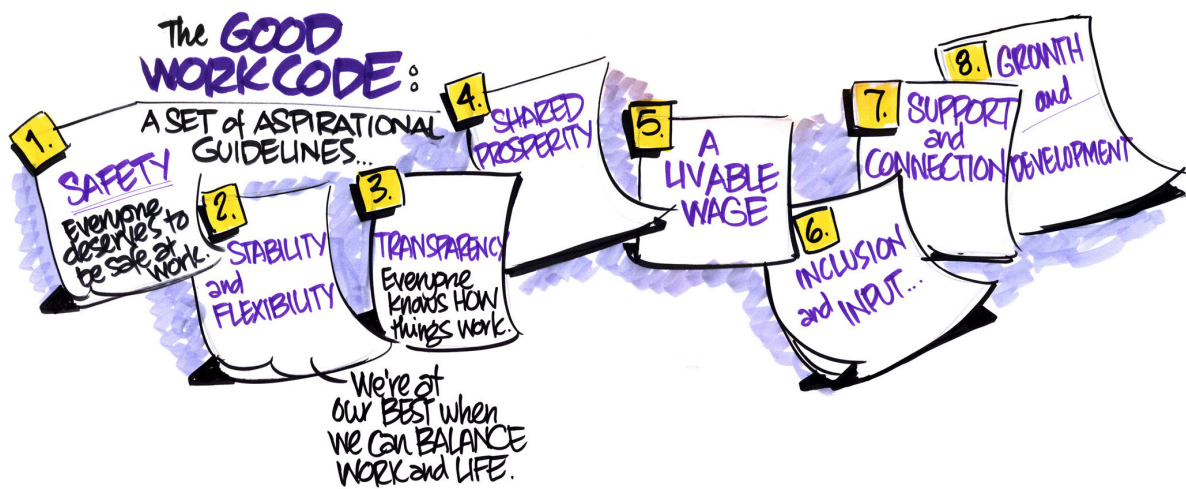 The GOOD
WORK CODE:
A SET of ASPIRATIONAL
GUIDELINES...
1.
SAFETY
Everyone
deserves to
be safe at
work.
2.
STABILITY
and
FLEXIBILITY
We're at
our BEST when
we can BALANCE
WORK and LIFE.
3.
TRANSPARENCY
Everyone
knows HOW
things work.
4.
SHARED
PROSPERITY
5.
A
LIVABLE
WAGE
6.
INCLUSION
and INPUT...
7.
SUPPORT
and
CONNECTION
8. GROWTH
and
DEVELOPMENT